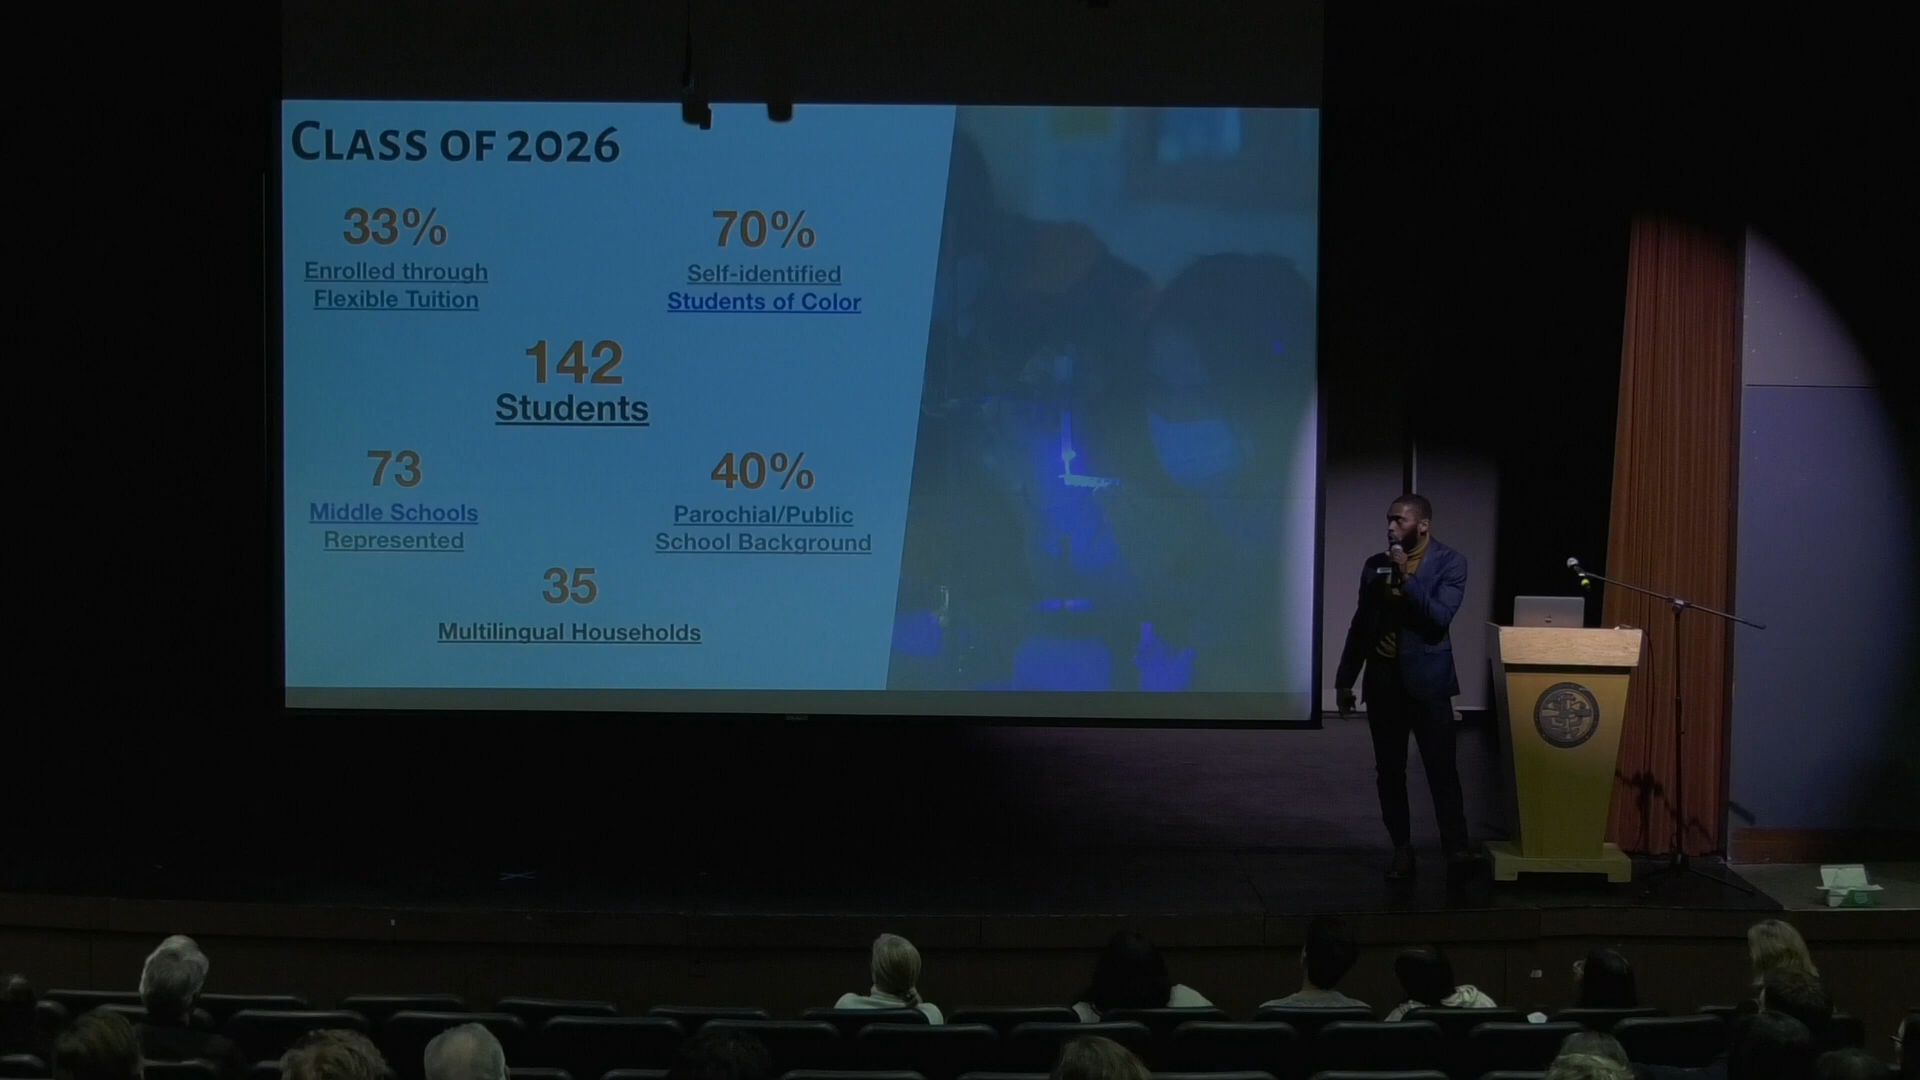 CLASS OF 2026
33%
Enrolled through
Flexible Tuition
70%
Self-identified
Students of Color
142
Students
73
Middle Schools
Represented
40%
Parochial/Public
School Background
35
Multilingual Households